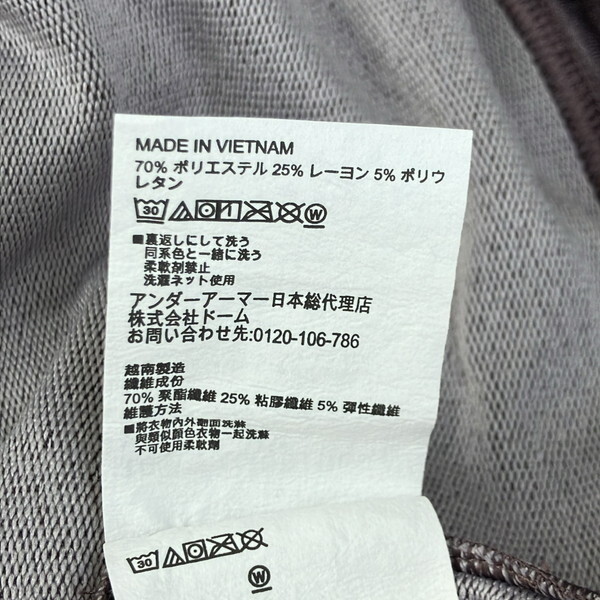 MADE IN VIETNAM
70% ポリエステル 25% レーヨン 5% ポリウ
レタン
30 W
■裏返しにして洗う
同系色と一緒に洗う
柔軟剤禁止
洗濯ネット使用
アンダーアーマー日本総代理店
株式会社ドーム
お問い合わせ先:0120-106-786
越南製造
纖維成份
70% 聚酯纖維 25% 粘膠纖維 5% 彈性纖維
維護方法
■將衣物內外翻面洗滌
與類似顏色衣物一起洗滌
不可使用柔軟劑
30
W